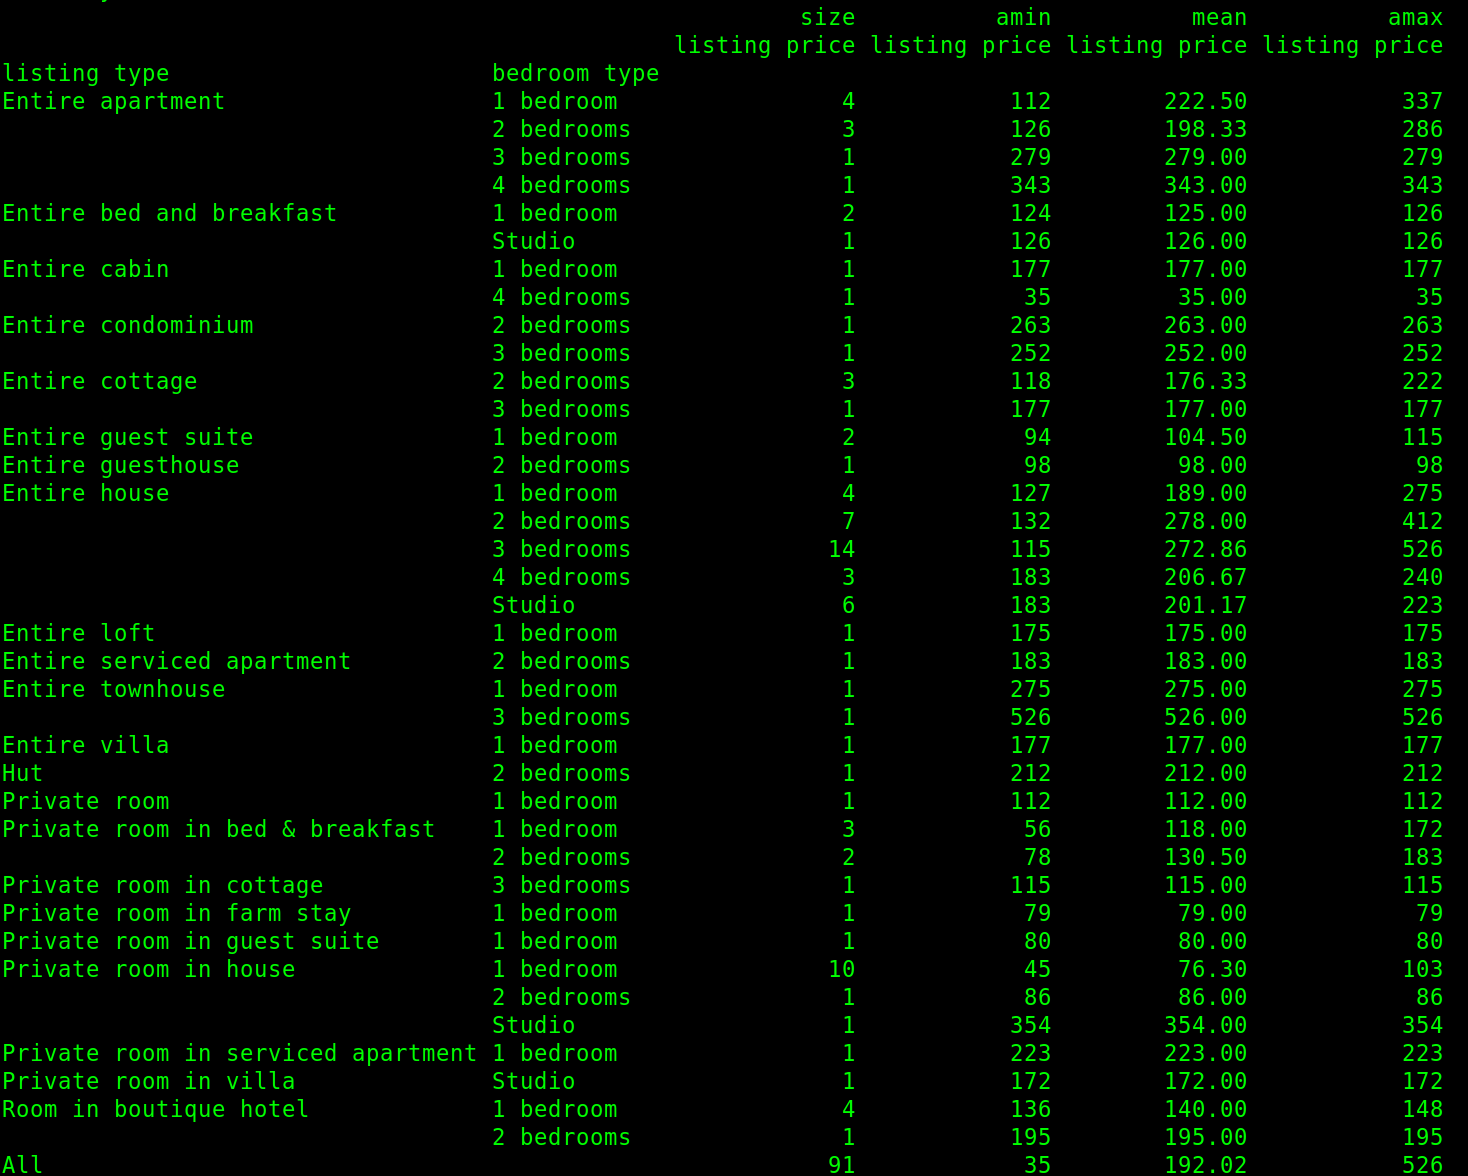 size amin mean amax
listing price listing price listing price listing price
listing type bedroom type
Entire apartment 1 bedroom 4 112 222.50 337
2 bedrooms 3 126 198.33 286
3 bedrooms 1 279 279.00 279
4 bedrooms 1 343 343.00 343
Entire bed and breakfast 1 bedroom 2 124 125.00 126
Studio 1 126 126.00 126
Entire cabin 1 bedroom 1 177 177.00 177
4 bedrooms 1 35 35.00 35
Entire condominium 2 bedrooms 1 263 263.00 263
3 bedrooms 1 252 252.00 252
Entire cottage 2 bedrooms 3 118 176.33 222
3 bedrooms 1 177 177.00 177
Entire guest suite 1 bedroom 2 94 104.50 115
Entire guesthouse 2 bedrooms 1 98 98.00 98
Entire house 1 bedroom 4 127 189.00 275
2 bedrooms 7 132 278.00 412
3 bedrooms 14 115 272.86 526
4 bedrooms 3 183 206.67 240
Studio 6 183 201.17 223
Entire loft 1 bedroom 1 175 175.00 175
Entire serviced apartment 2 bedrooms 1 183 183.00 183
Entire townhouse 1 bedroom 1 275 275.00 275
3 bedrooms 1 526 526.00 526
Entire villa 1 bedroom 1 177 177.00 177
Hut 2 bedrooms 1 212 212.00 212
Private room 1 bedroom 1 112 112.00 112
Private room in bed & breakfast 1 bedroom 3 56 118.00 172
2 bedrooms 2 78 130.50 183
Private room in cottage 3 bedrooms 1 115 115.00 115
Private room in farm stay 1 bedroom 1 79 79.00 79
Private room in guest suite 1 bedroom 1 80 80.00 80
Private room in house 1 bedroom 10 45 76.30 103
2 bedrooms 1 86 86.00 86
Studio 1 354 354.00 354
Private room in serviced apartment 1 bedroom 1 223 223.00 223
Private room in villa Studio 1 172 172.00 172
Room in boutique hotel 1 bedroom 4 136 140.00 148
2 bedrooms 1 195 195.00 195
All 91 35 192.02 526